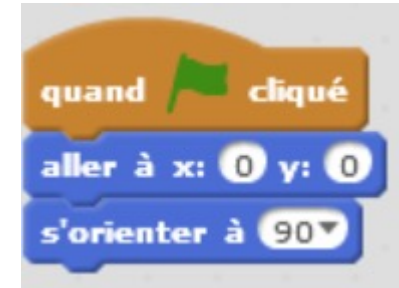 quand cliqué
aller à x: 0 y: 0
s'orienter à 90